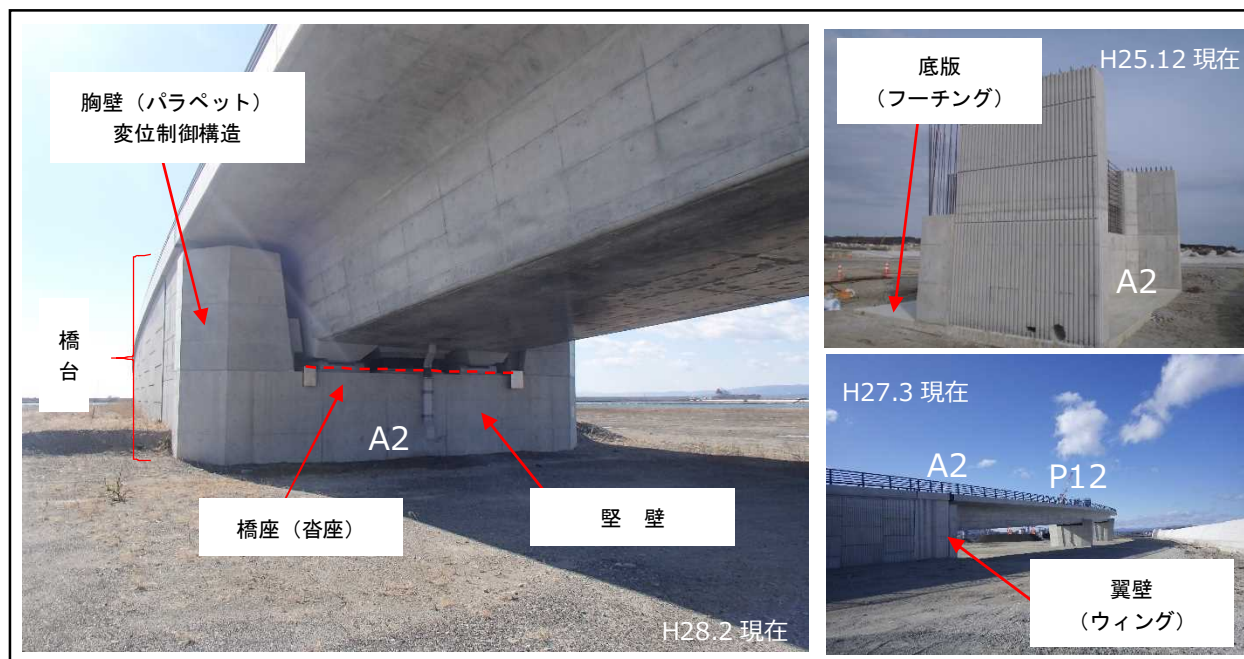 胸壁（パラペット）
変位制御構造
橋
台
A2
橋座（沓座）
堅　壁
H28.2 現在
H25.12 現在
底版
（フーチング）
A2
H27.3 現在
A2
P12
翼壁
（ウィング）